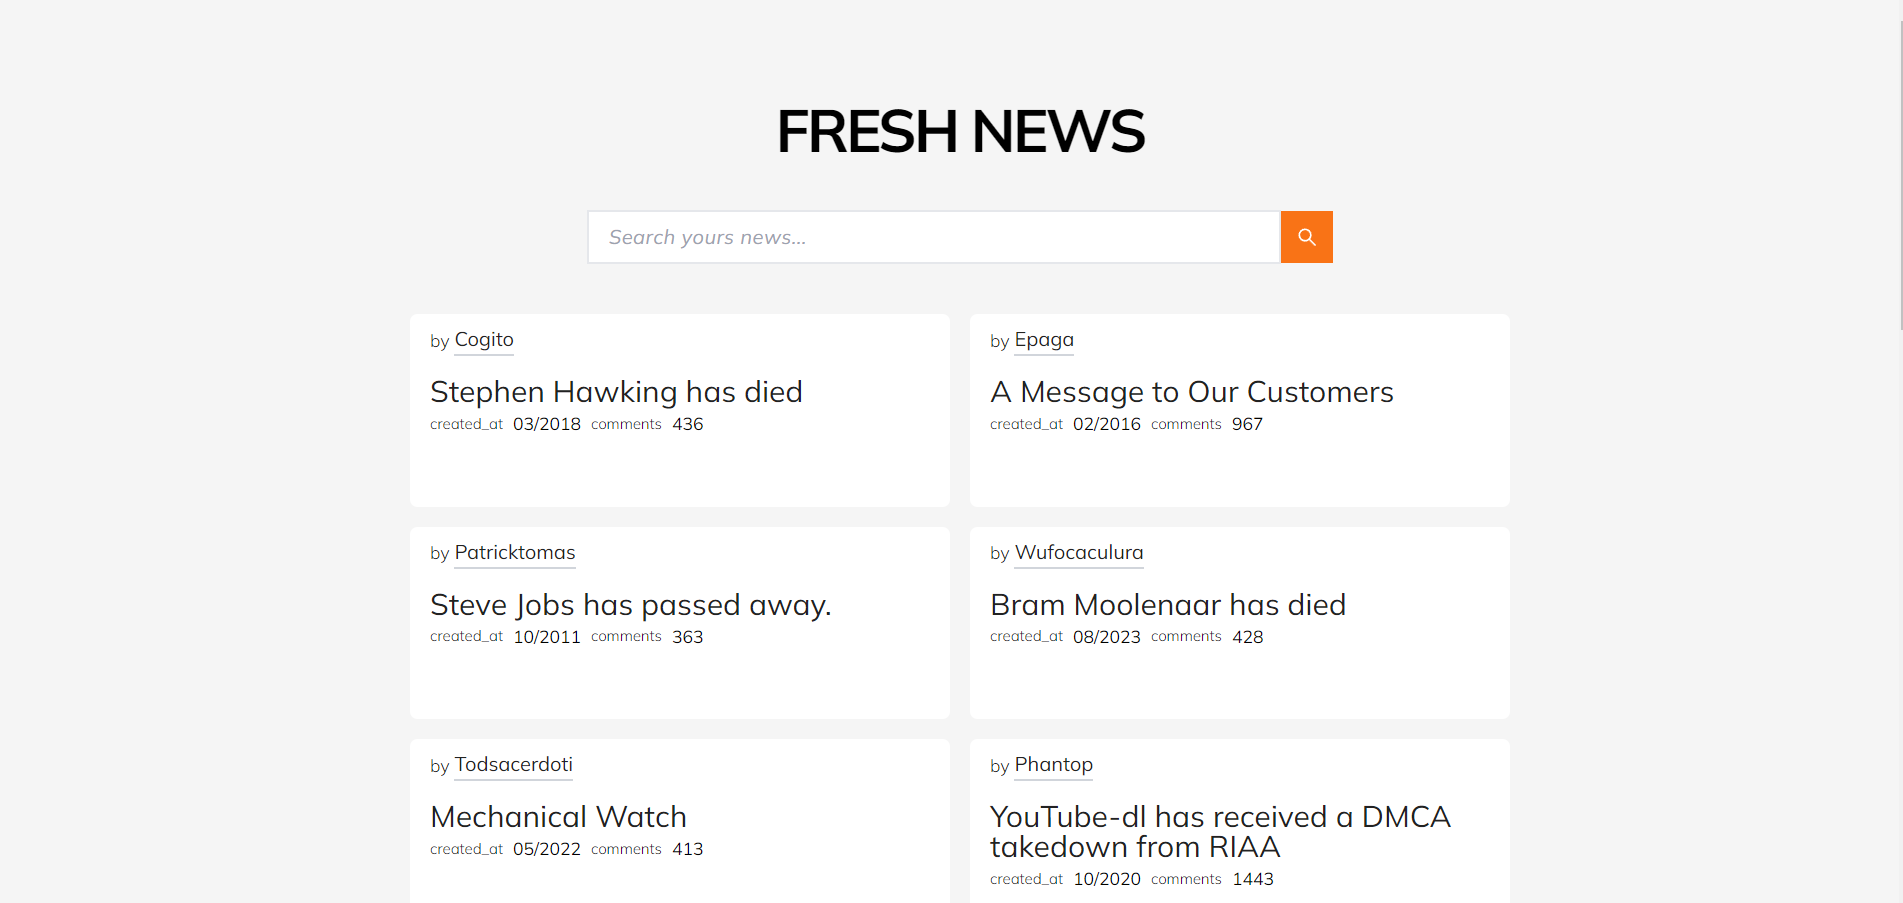 FRESH NEWS
Search yours news...
by Cogito
Stephen Hawking has died
created_at 03/2018 comments 436
by Epaga
A Message to Our Customers
created_at 02/2016 comments 967
by Patricktomas
Steve Jobs has passed away.
created_at 10/2011 comments 363
by Wufocaculura
Bram Moolenaar has died
created_at 08/2023 comments 428
by Todsacerdoti
Mechanical Watch
created_at 05/2022 comments 413
by Phantop
YouTube-dl has received a DMCA
takedown from RIAA
created_at 10/2020 comments 1443